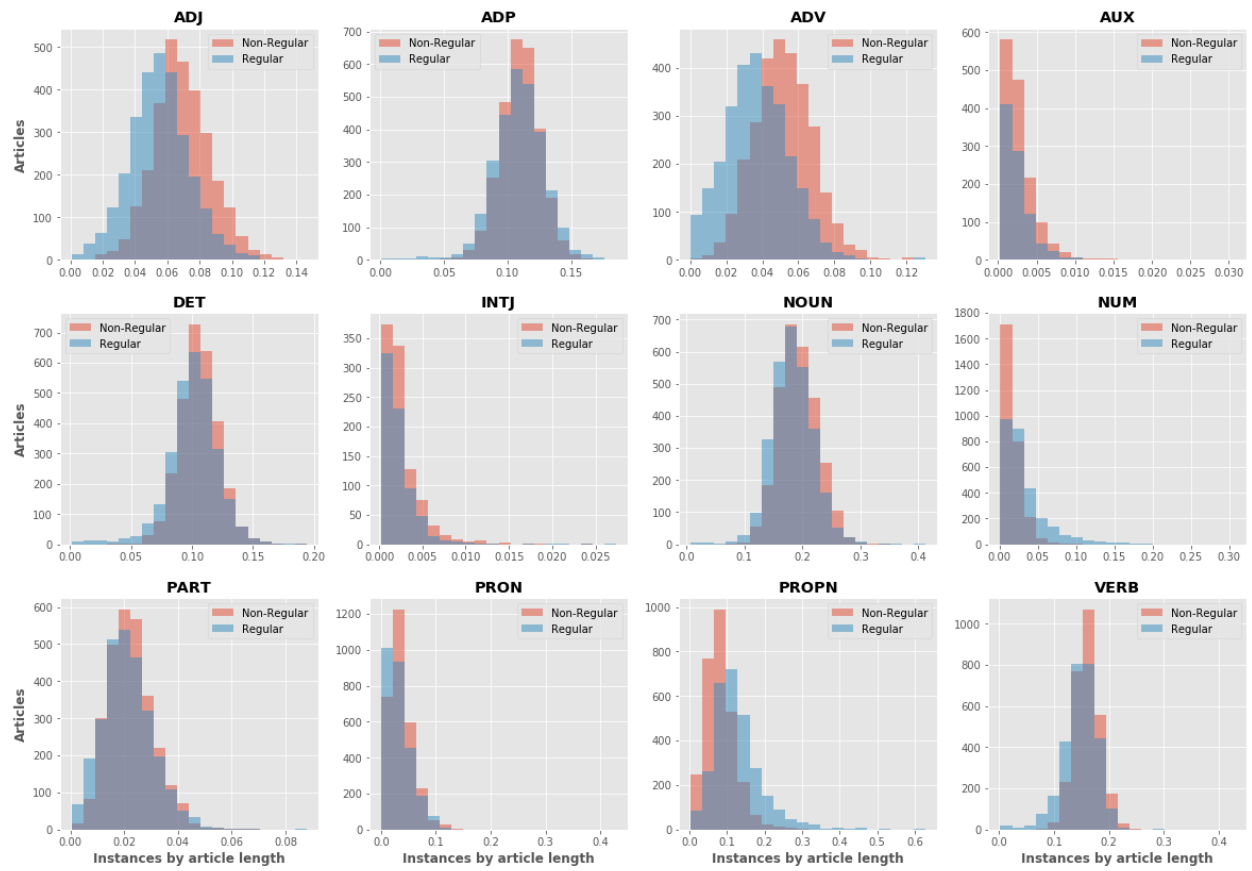 ADJ
Non-Regular
Regular
Articles
500
400
300
200
100
0
0.00 0.02 0.04 0.06 0.08 0.10 0.12 0.14
ADP
Non-Regular
Regular
700
600
500
400
300
200
100
0
0.00 0.05 0.10 0.15
ADV
Non-Regular
Regular
400
300
200
100
0
0.00 0.02 0.04 0.06 0.08 0.10 0.12
AUX
Non-Regular
Regular
600
500
400
300
200
100
0
0.000 0.005 0.010 0.015 0.020 0.025 0.030
DET
Non-Regular
Regular
Articles
700
600
500
400
300
200
100
0
0.00 0.05 0.10 0.15 0.20
INTJ
Non-Regular
Regular
350
300
250
200
150
100
50
0
0.000 0.005 0.010 0.015 0.020 0.025
NOUN
Non-Regular
Regular
700
600
500
400
300
200
100
0
0.0 0.1 0.2 0.3 0.4
NUM
Non-Regular
Regular
1800
1600
1400
1200
1000
800
600
400
200
0
0.00 0.05 0.10 0.15 0.20 0.25 0.30
PART
Non-Regular
Regular
Articles
600
500
400
300
200
100
0
0.00 0.02 0.04 0.06 0.08
Instances by article length
PRON
Non-Regular
Regular
1200
1000
800
600
400
200
0
0.0 0.1 0.2 0.3 0.4
Instances by article length
PROPN
Non-Regular
Regular
1000
800
600
400
200
0
0.0 0.1 0.2 0.3 0.4 0.5 0.6
Instances by article length
VERB
Non-Regular
Regular
1000
800
600
400
200
0
0.0 0.1 0.2 0.3 0.4
Instances by article length